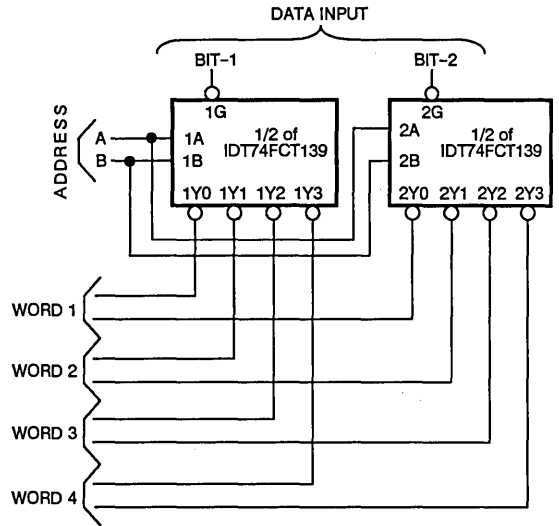 DATA INPUT
BIT-1
BIT-2
1G
2G
ADDRESS
A
B
1A
1B
1/2 of
IDT74FCT139
1Y0 1Y1 1Y2 1Y3
2A
2B
1/2 of
IDT74FCT139
2Y0 2Y1 2Y2 2Y3
WORD 1
WORD 2
WORD 3
WORD 4